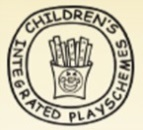 CHILDREN'S
INTEGRATED PLAYSCHEMES